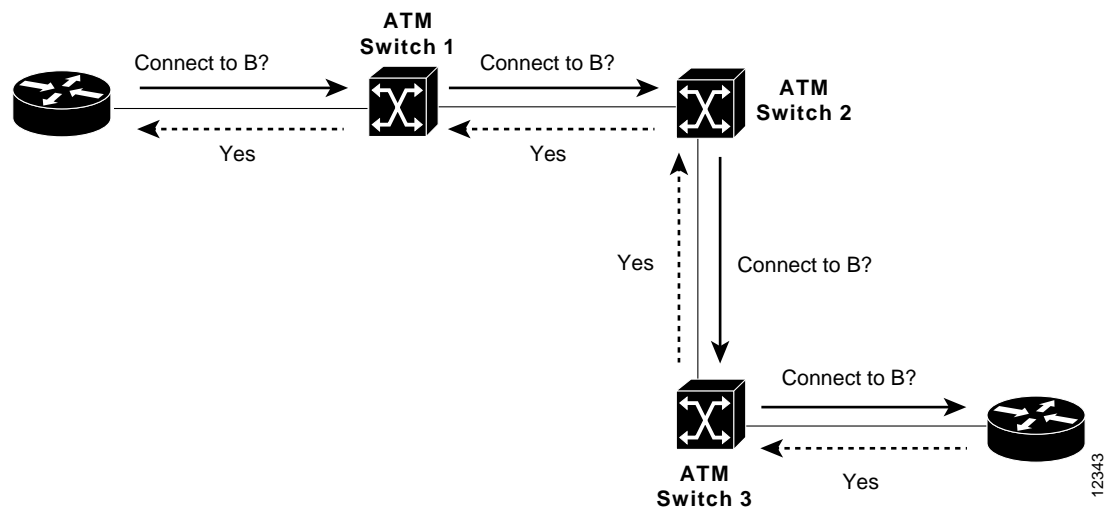 ATM
Switch 1
Connect to B?
Connect to B?
ATM
Switch 2
Yes
Yes
Yes
Connect to B?
Connect to B?
ATM
Switch 3
Yes
12343